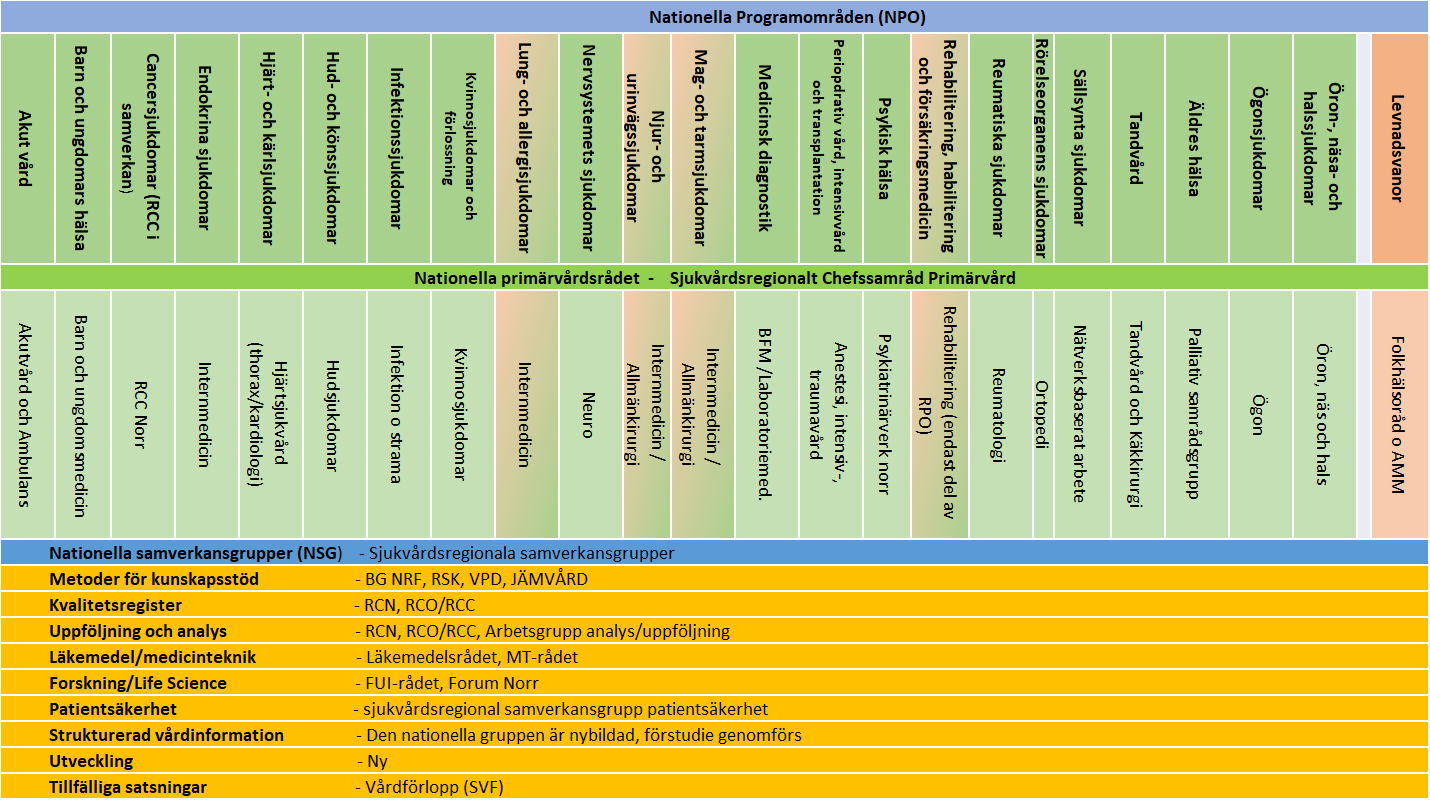 Nationella Programområden (NPO)
Akut vård
Barn och ungdomars hälsa
Cancersjukdomar (RCC i
samverkan)
Endokrina sjukdomar
Hjärt- och kärlsjukdomar
Hud- och könssjukdomar
Infektionssjukdomar
Kvinnosjukdomar och
förlossning
Lung- och allergisjukdomar
Nervsystemets sjukdomar
Njur- och
urinvägssjukdomar
Mag- och tarmsjukdomar
Medicinsk diagnostik
Periopdrativ vård, intensivvård
och transplantation
Psykisk hälsa
Rehabilitering, habilitering
och försäkringsmedicin
Reumatiska sjukdomar
Rörelseorganens sjukdomar
Sällsynta sjukdomar
Tandvård
Äldres hälsa
Ögonsjukdomar
Öron-, näsa- och
halssjukdomar
Levnadsvanor
Nationella primärvårdsrådet - Sjukvårdsregionalt Chefssamråd Primärvård
Akutvård och Ambulans
Barn och ungdomsmedicin
RCC Norr
Internmedicin
Hjärtsjukvård
(thorax/kardiologi)
Hudsjukdomar
Infektion o strama
Kvinnosjukdomar
Internmedicin
Neuro
Internmedicin /
Allmänkirurgi
Internmedicin /
Allmänkirurgi
BFM /Laboratoriemed.
Anestesi, intensiv-,
traumavård
Psykiatrinärverk norr
Rehabilitering (endast del av
RPO)
Reumatologi
Ortopedi
Nätverksbaserat arbete
Tandvård och Käkkirurgi
Palliativ samrådsgrupp
Ögon
Öron, näs och hals
Folkhälsoråd o AMM
Nationella samverkansgrupper (NSG) - Sjukvårdsregionala samverkansgrupper
Metoder för kunskapsstöd - BG NRF, RSK, VPD, JÄMVÅRD
Kvalitetsregister - RCN, RCO/RCC
Uppföljning och analys - RCN, RCO/RCC, Arbetsgrupp analys/uppföljning
Läkemedel/medicinteknik - Läkemedelsrådet, MT-rådet
Forskning/Life Science - FUI-rådet, Forum Norr
Patientsäkerhet - sjukvårdsregional samverkansgrupp patientsäkerhet
Strukturerad vårdinformation - Den nationella gruppen är nybildad, förstudie genomförs
Utveckling - Ny
Tillfälliga satsningar - Vårdförlopp (SVF)